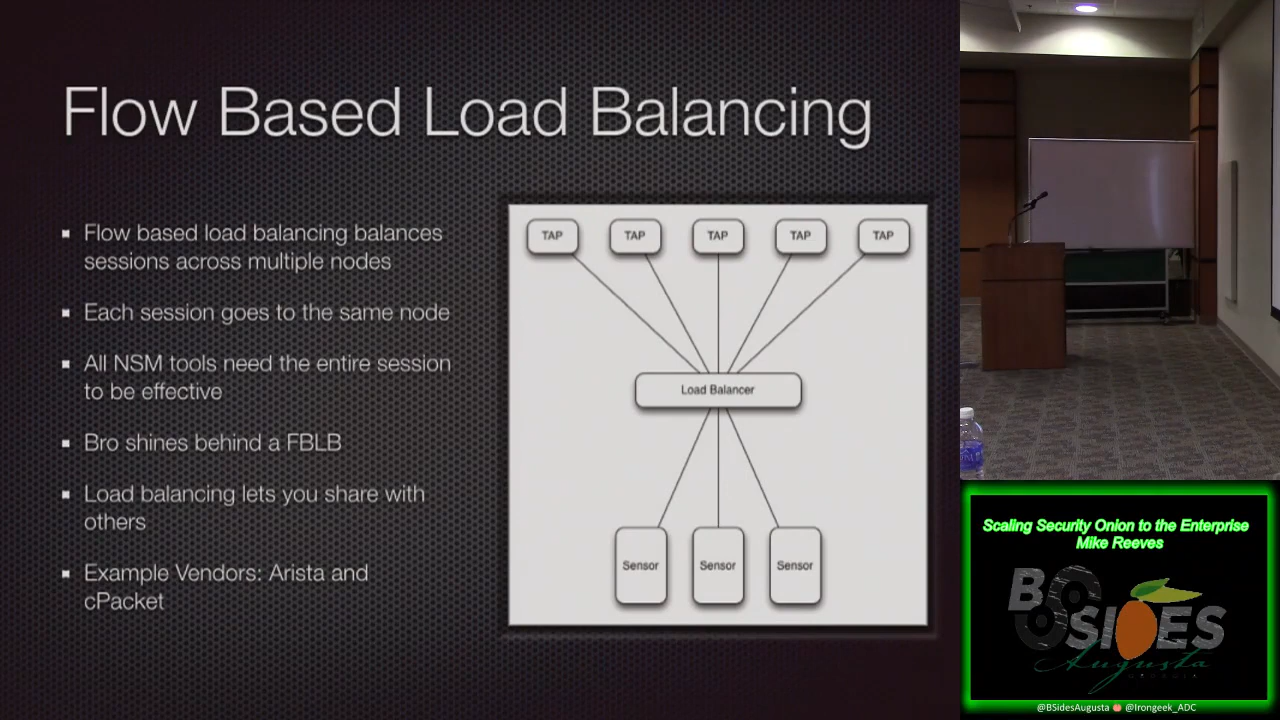 Flow Based Load Balancing
Flow based load balancing balances
sessions across multiple nodes
Each session goes to the same node
All NSM tools need the entire session
to be effective
Bro shines behind a FBLB
Load balancing lets you share with
others
Example Vendors: Arista and
cPacket
TAP TAP TAP TAP TAP
Load Balancer
Sensor Sensor Sensor
Scaling Security Onion to the Enterprise
Mike Reeves
BSIDES
Augusta
GEORGIA
@BSidesAugusta @Irongeek_ADC